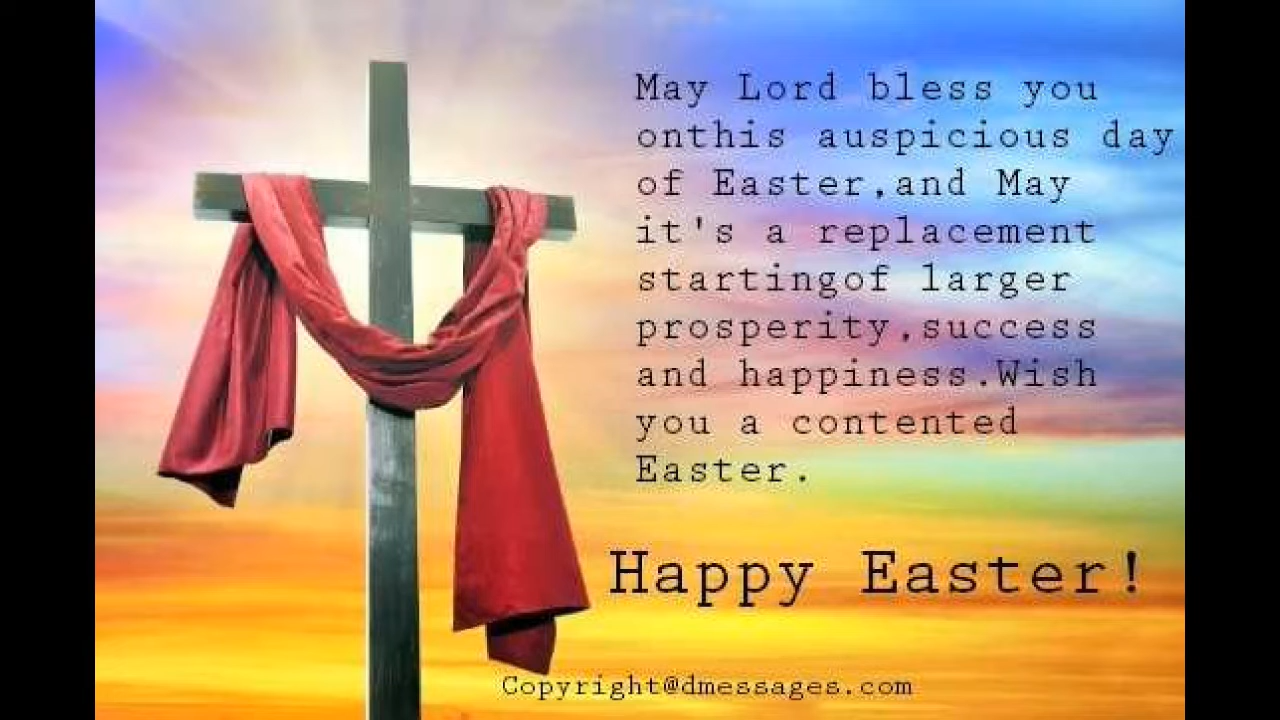 May Lord bless you
onthis auspicious day
of Easter,and May
it's a replacement
startingof larger
prosperity,success
and happiness.Wish
you a contented
Easter.
Happy Easter!
Copyright@dmessages.com